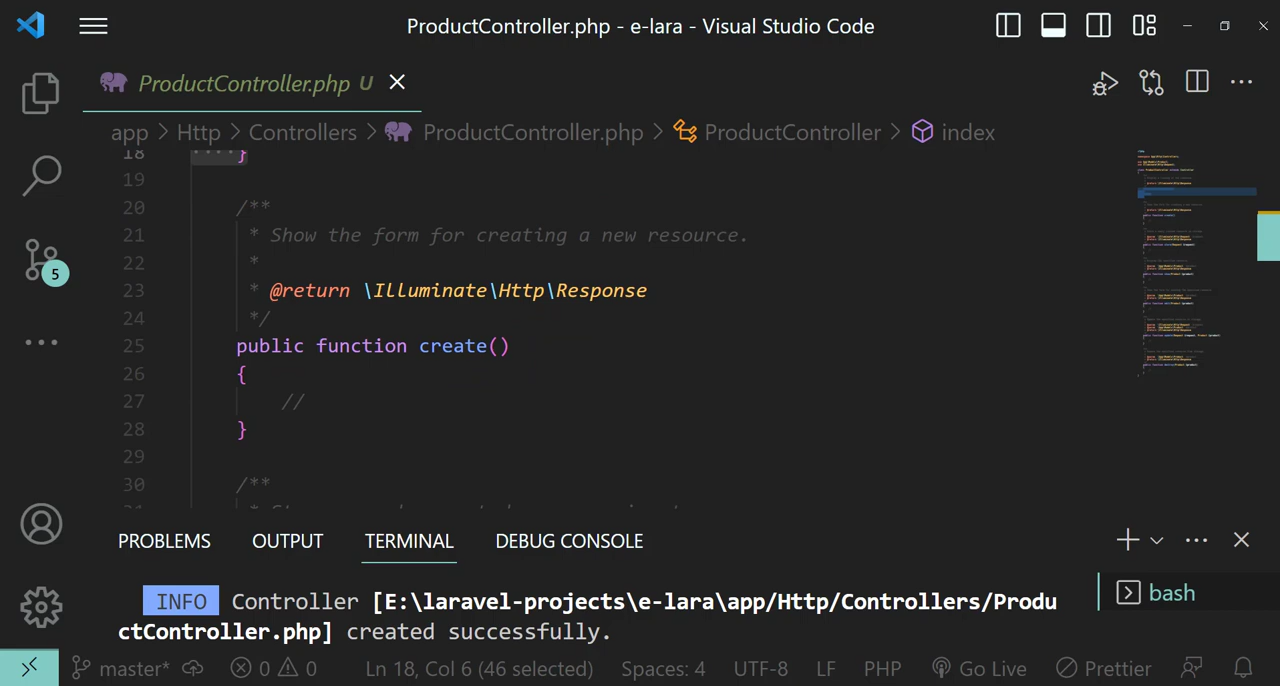 ProductController.php - e-lara - Visual Studio Code
ProductController.php U
app > Http > Controllers > ProductController.php > ProductController > index
18 }
19
20 /**
21 * Show the form for creating a new resource.
22 *
23 * @return \Illuminate\Http\Response
24 */
25 public function create()
26 {
27 //
28 }
29
30 /**
5
PROBLEMS OUTPUT TERMINAL DEBUG CONSOLE
INFO Controller [E:\laravel-projects\e-lara\app/Http/Controllers/Produ
ctController.php] created successfully.
bash
master* 0 0 Ln 18, Col 6 (46 selected) Spaces: 4 UTF-8 LF PHP Go Live Prettier